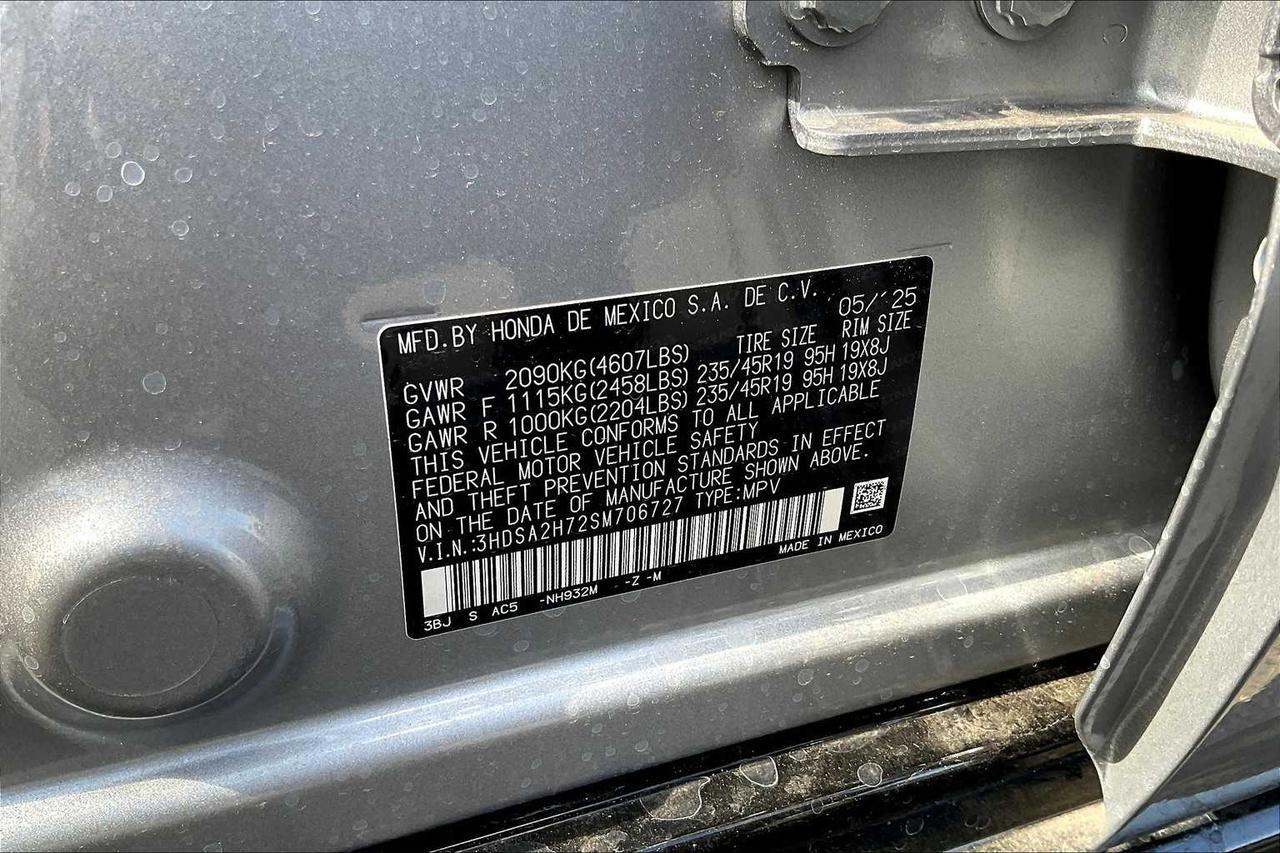 MFD.BY HONDA DE MEXICO S.A. DE C.V. 05/'25
TIRE SIZE RIM SIZE
GVWR 2090KG(4607LBS)
GAWR F 1115KG(2458LBS) 235/45R19 95H 19X8J
GAWR R 1000KG(2204LBS) 235/45R19 95H 19X8J
THIS VEHICLE CONFORMS TO ALL APPLICABLE
FEDERAL MOTOR VEHICLE SAFETY
AND THEFT PREVENTION STANDARDS IN EFFECT
ON THE DATE OF MANUFACTURE SHOWN ABOVE.
V.I.N.:3HDSA2H72SM706727 TYPE:MPV
MADE IN MEXICO
3BJ S AC5 -NH932M -Z -M